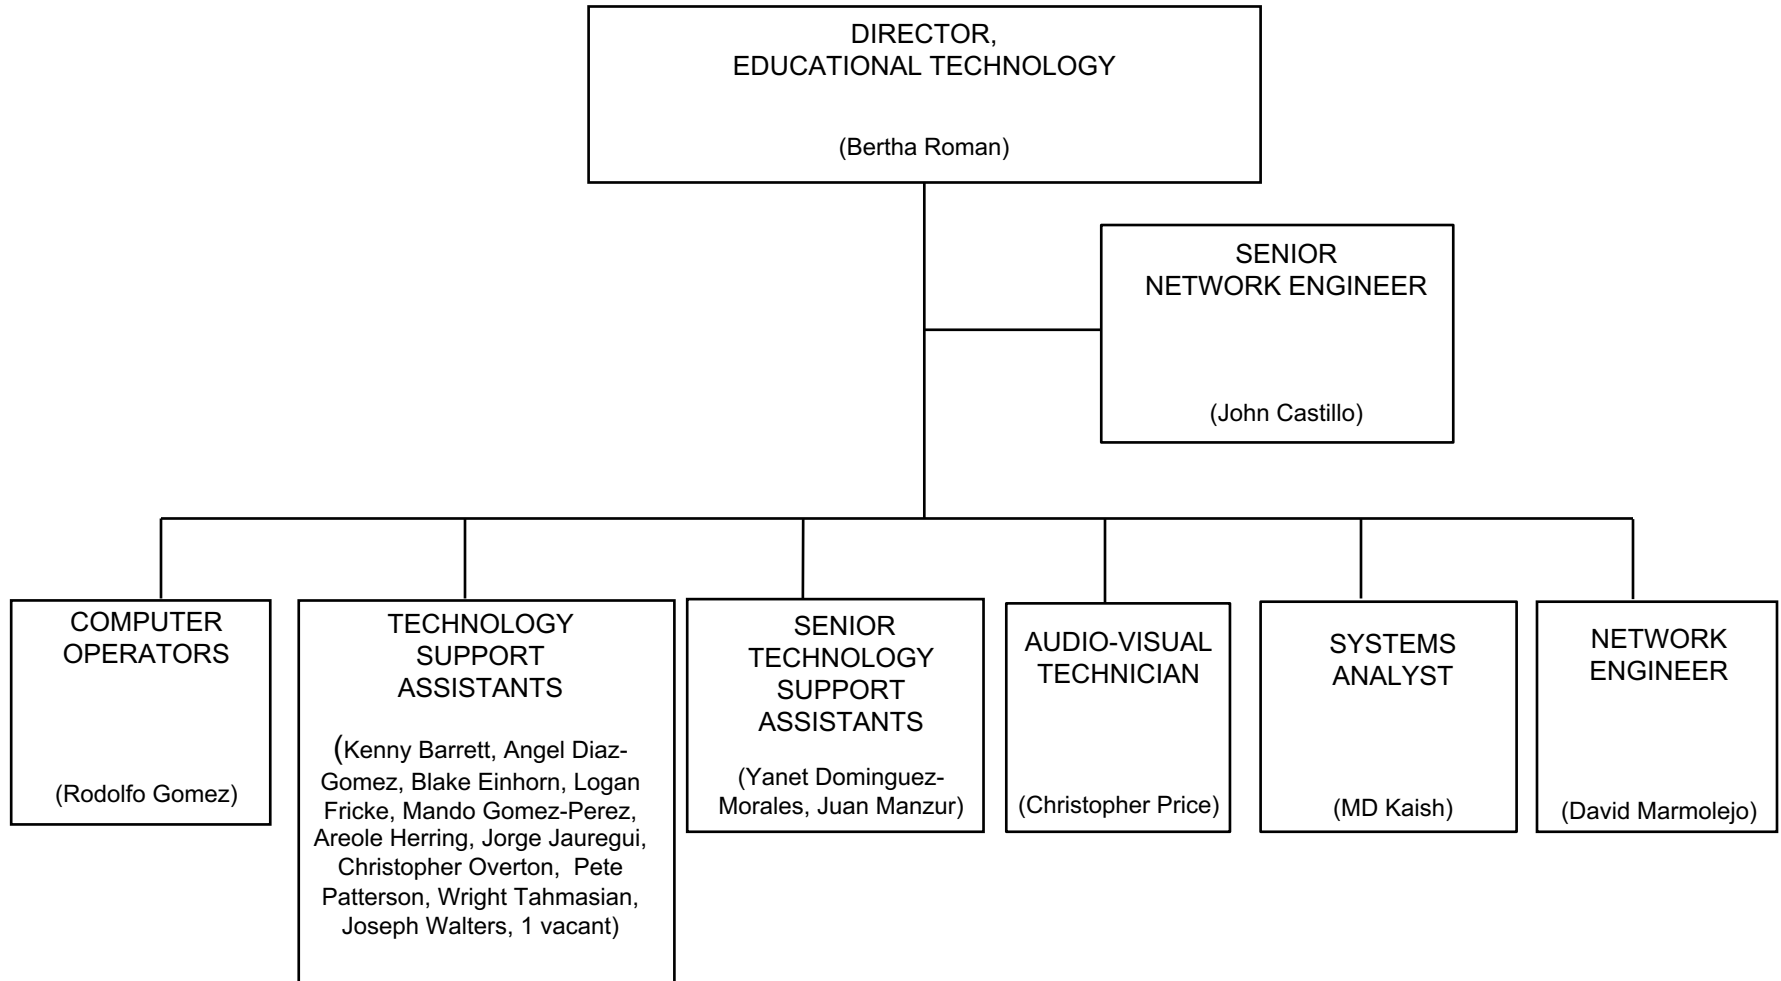 DIRECTOR,
EDUCATIONAL TECHNOLOGY
(Bertha Roman)
SENIOR
NETWORK ENGINEER
(John Castillo)
COMPUTER
OPERATORS
(Rodolfo Gomez)
TECHNOLOGY
SUPPORT
ASSISTANTS
(Kenny Barrett, Angel Diaz-
Gomez, Blake Einhorn, Logan
Fricke, Mando Gomez-Perez,
Areole Herring, Jorge Jauregui,
Christopher Overton, Pete
Patterson, Wright Tahmasian,
Joseph Walters, 1 vacant)
SENIOR
TECHNOLOGY
SUPPORT
ASSISTANTS
(Yanet Dominguez-
Morales, Juan Manzur)
AUDIO-VISUAL
TECHNICIAN
(Christopher Price)
SYSTEMS
ANALYST
(MD Kaish)
NETWORK
ENGINEER
(David Marmolejo)